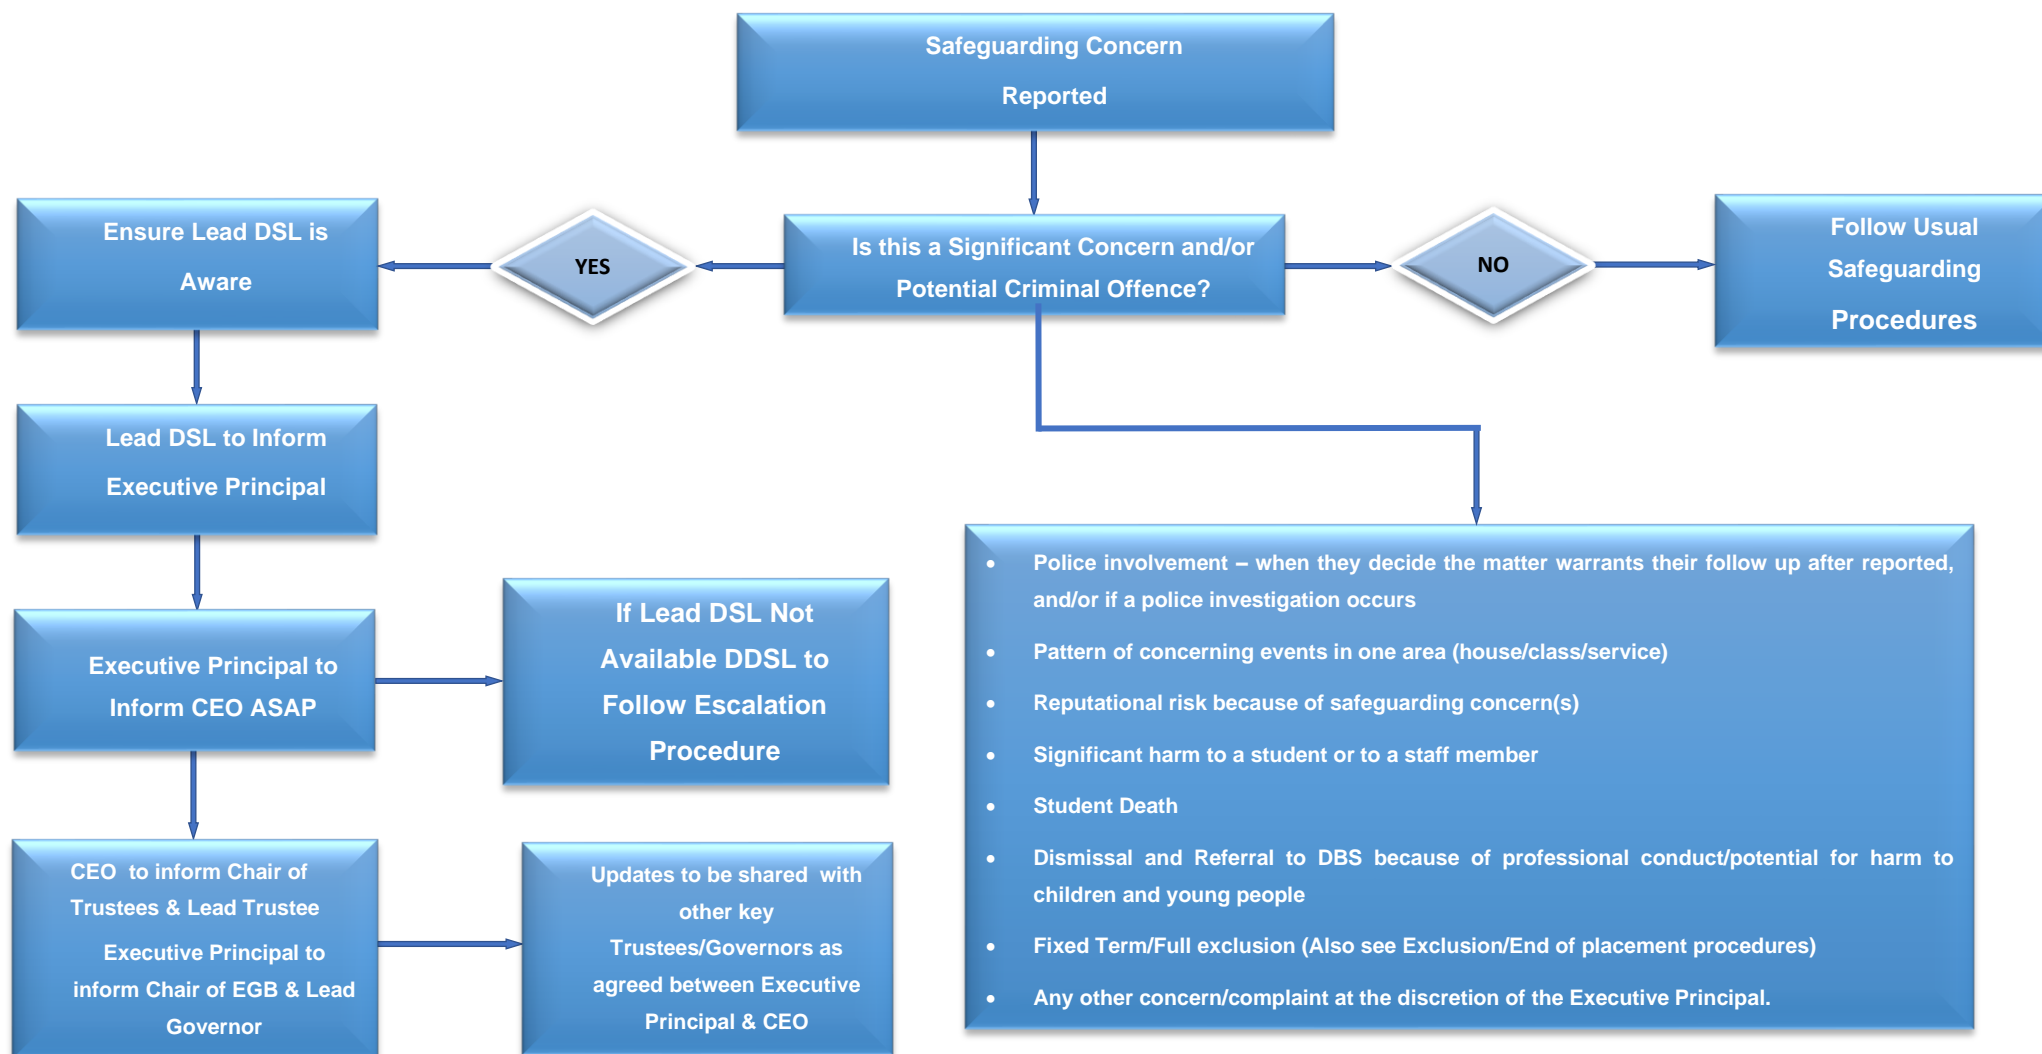 Safeguarding Concern
Reported
Ensure Lead DSL is
Aware
YES
Is this a Significant Concern and/or
Potential Criminal Offence?
NO
Follow Usual
Safeguarding
Procedures
Lead DSL to Inform
Executive Principal
Executive Principal to
Inform CEO ASAP
If Lead DSL Not
Available DDSL to
Follow Escalation
Procedure
CEO to inform Chair of
Trustees & Lead Trustee
Executive Principal to
inform Chair of EGB & Lead
Governor
Updates to be shared with
other key
Trustees/Governors as
agreed between Executive
Principal & CEO
• Police involvement – when they decide the matter warrants their follow up after reported,
and/or if a police investigation occurs
• Pattern of concerning events in one area (house/class/service)
• Reputational risk because of safeguarding concern(s)
• Significant harm to a student or to a staff member
• Student Death
• Dismissal and Referral to DBS because of professional conduct/potential for harm to
children and young people
• Fixed Term/Full exclusion (Also see Exclusion/End of placement procedures)
• Any other concern/complaint at the discretion of the Executive Principal.